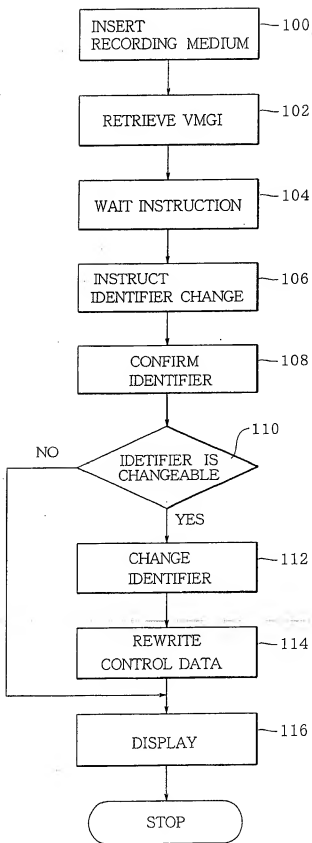 INSERT
RECORDING MEDIUM
100
RETRIEVE VMGI
102
WAIT INSTRUCTION
104
INSTRUCT
IDENTIFIER CHANGE
106
CONFIRM
IDENTIFIER
108
110
NO
IDETIFIER IS
CHANGEABLE
YES
CHANGE
IDENTIFIER
112
REWRITE
CONTROL DATA
114
DISPLAY
116
STOP